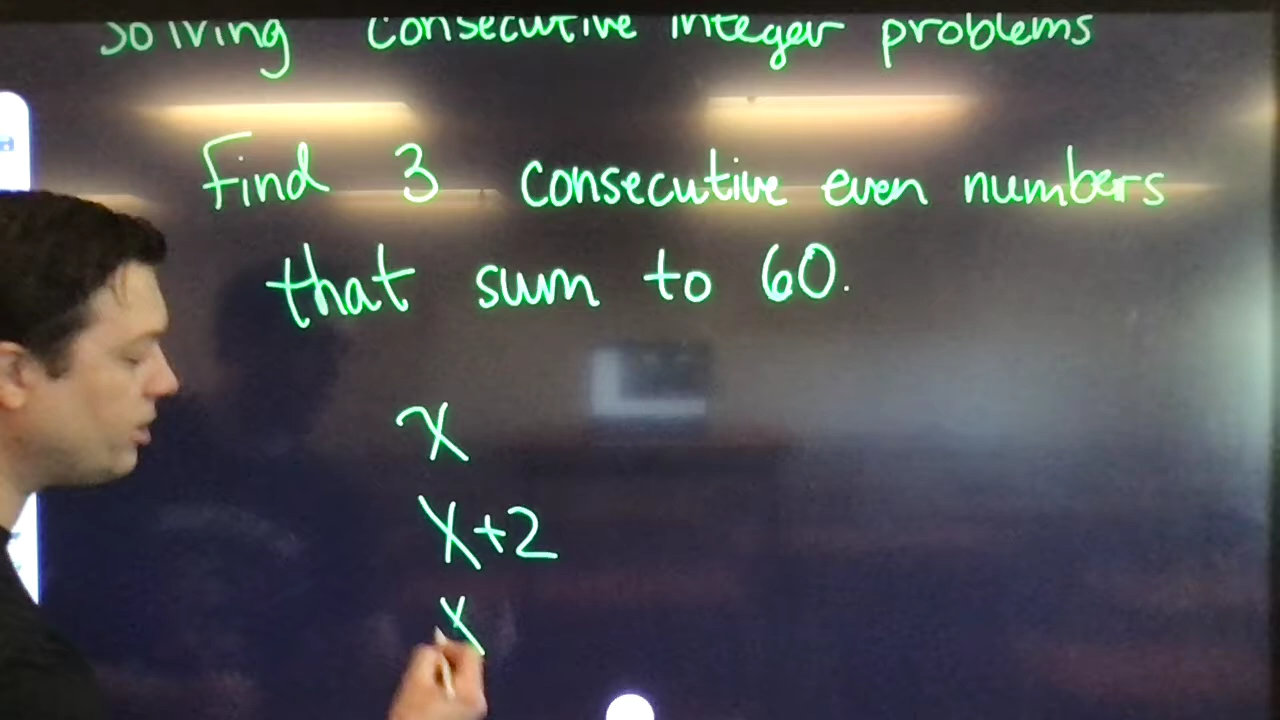 Solving consecutive integer problems
Find 3 consecutive even numbers
that sum to 60.
x
x+2
x